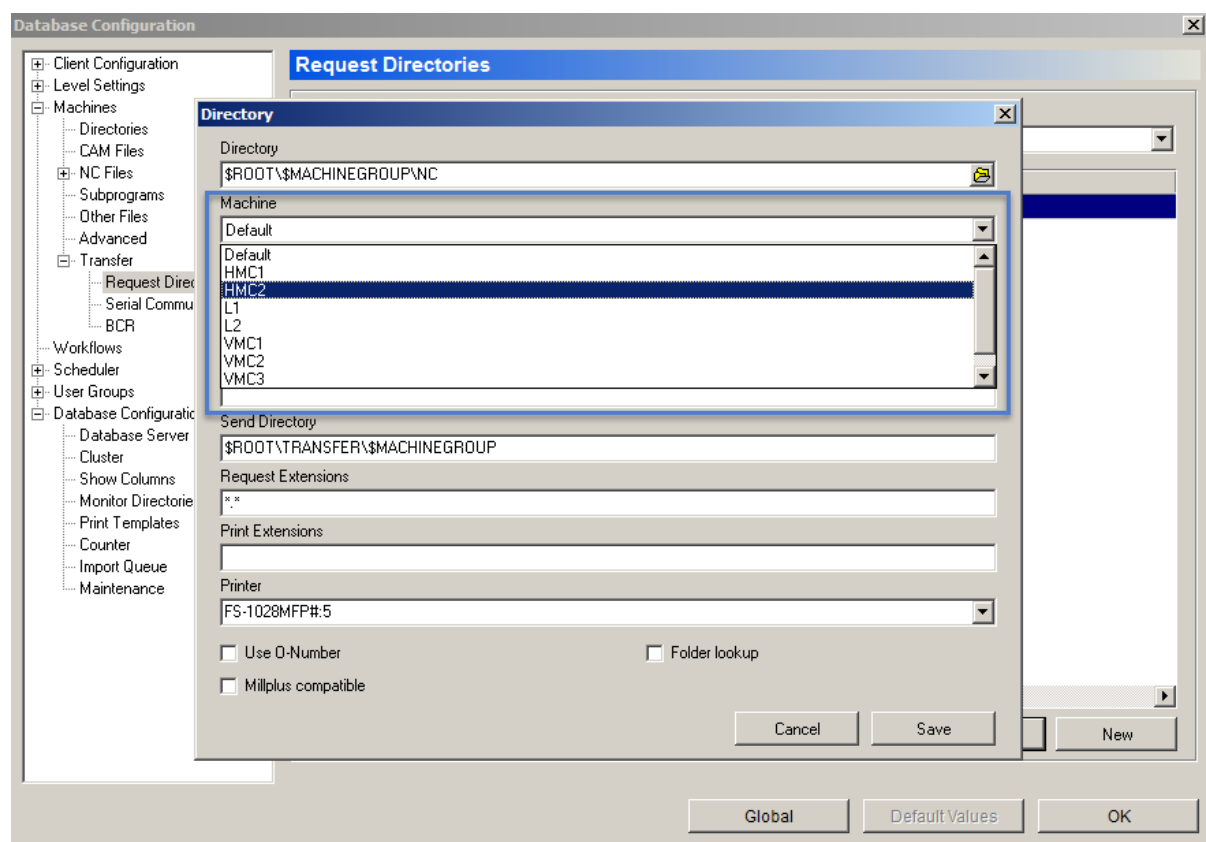 Database Configuration
Client Configuration
Level Settings
Machines
Directories
CAM Files
NC Files
Subprograms
Other Files
Advanced
Transfer
Request Direc
Serial Commu
BCR
Workflows
Scheduler
User Groups
Database Configuratic
Database Server
Cluster
Show Columns
Monitor Directorie
Print Templates
Counter
Import Queue
Maintenance
Request Directories
Directory
Directory
$ROOT\$MACHINEGROUP\NC
Machine
Default
Default
HMC1
HMC2
L1
L2
VMC1
VMC2
VMC3
Send Directory
$ROOT\TRANSFER\$MACHINEGROUP
Request Extensions
*.*
Print Extensions
Printer
FS-1028MFP#:5
Use O-Number
Folder lookup
Millplus compatible
Cancel
Save
New
Global
Default Values
OK